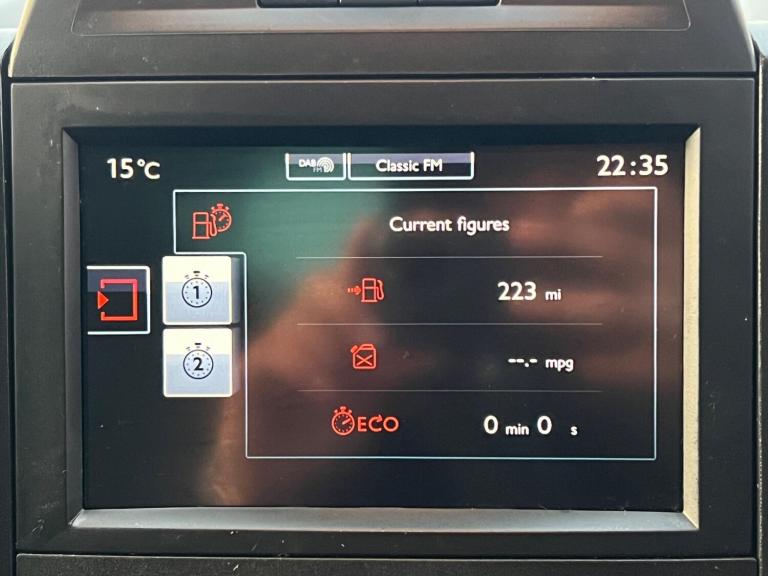 15°C
DAB FM
Classic FM
22:35
Current figures
1
223 mi
2
--.- mpg
ECO
0 min 0 s